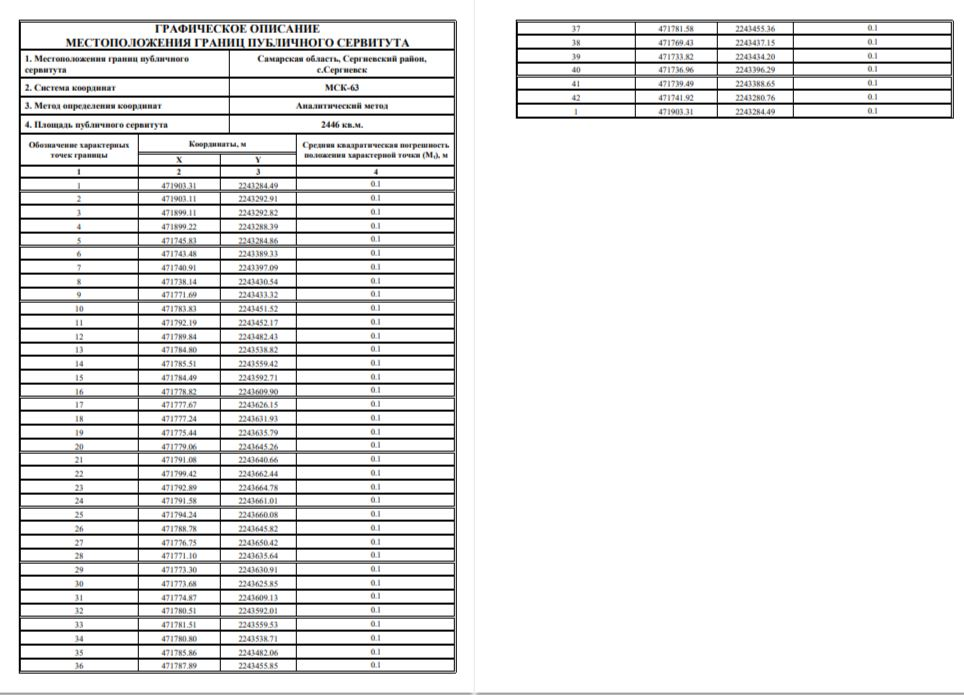 ГРАФИЧЕСКОЕ ОПИСАНИЕ
МЕСТОПОЛОЖЕНИЯ ГРАНИЦ ПУБЛИЧНОГО СЕРВИТУТА
1. Местоположения границ публичного сервитута Самарская область, Сергиевский район, с.Сергиевск
2. Система координат МСК-63
3. Метод определения координат Аналитический метод
4. Площадь публичного сервитута 2446 кв.м.
Обозначение характерных точек границы Координаты, м Средняя квадратическая погрешность положения характерной точки (Mt), м
X Y
1 2 3 4
1 471903.31 2243284.49 0.1
2 471903.11 2243292.91 0.1
3 471899.11 2243292.82 0.1
4 471899.22 2243288.39 0.1
5 471745.83 2243284.86 0.1
6 471743.48 2243389.33 0.1
7 471740.91 2243397.09 0.1
8 471738.14 2243430.54 0.1
9 471771.69 2243433.32 0.1
10 471783.83 2243451.52 0.1
11 471792.19 2243452.17 0.1
12 471789.84 2243482.43 0.1
13 471784.80 2243538.82 0.1
14 471785.51 2243559.42 0.1
15 471784.49 2243592.71 0.1
16 471778.82 2243609.90 0.1
17 471777.67 2243626.15 0.1
18 471777.24 2243631.93 0.1
19 471775.44 2243635.79 0.1
20 471779.06 2243645.26 0.1
21 471791.08 2243640.66 0.1
22 471799.42 2243662.44 0.1
23 471792.89 2243664.78 0.1
24 471791.58 2243661.01 0.1
25 471794.24 2243660.08 0.1
26 471788.78 2243645.82 0.1
27 471776.75 2243650.42 0.1
28 471771.10 2243635.64 0.1
29 471773.30 2243630.91 0.1
30 471773.68 2243625.85 0.1
31 471774.87 2243609.13 0.1
32 471780.51 2243592.01 0.1
33 471781.51 2243559.53 0.1
34 471780.80 2243538.71 0.1
35 471785.86 2243482.06 0.1
36 471787.89 2243455.85 0.1
37 471781.58 2243455.36 0.1
38 471769.43 2243437.15 0.1
39 471733.82 2243434.20 0.1
40 471736.96 2243396.29 0.1
41 471739.49 2243388.65 0.1
42 471741.92 2243280.76 0.1
1 471903.31 2243284.49 0.1